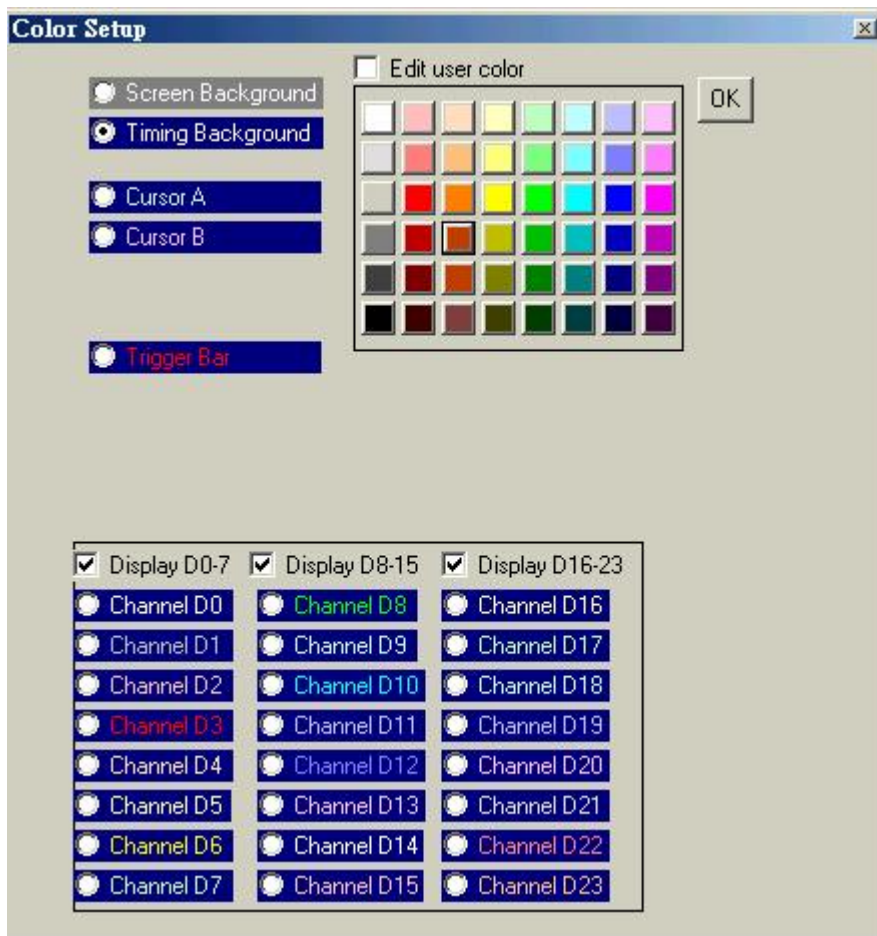 Color Setup
Edit user color
Screen Background
OK
Timing Background
Cursor A
Cursor B
Trigger Bar
Display D0-7 Display D8-15 Display D16-23
Channel D0 Channel D8 Channel D16
Channel D1 Channel D9 Channel D17
Channel D2 Channel D10 Channel D18
Channel D3 Channel D11 Channel D19
Channel D4 Channel D12 Channel D20
Channel D5 Channel D13 Channel D21
Channel D6 Channel D14 Channel D22
Channel D7 Channel D15 Channel D23